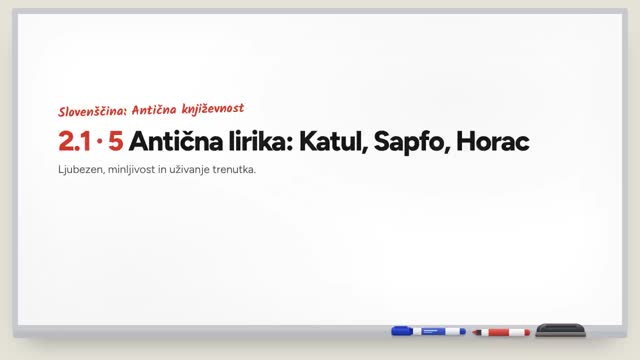 Slovenščina: Antična književnost
2.1 · 5 Antična lirika: Katul, Sapfo, Horac
Ljubezen, minljivost in uživanje trenutka.